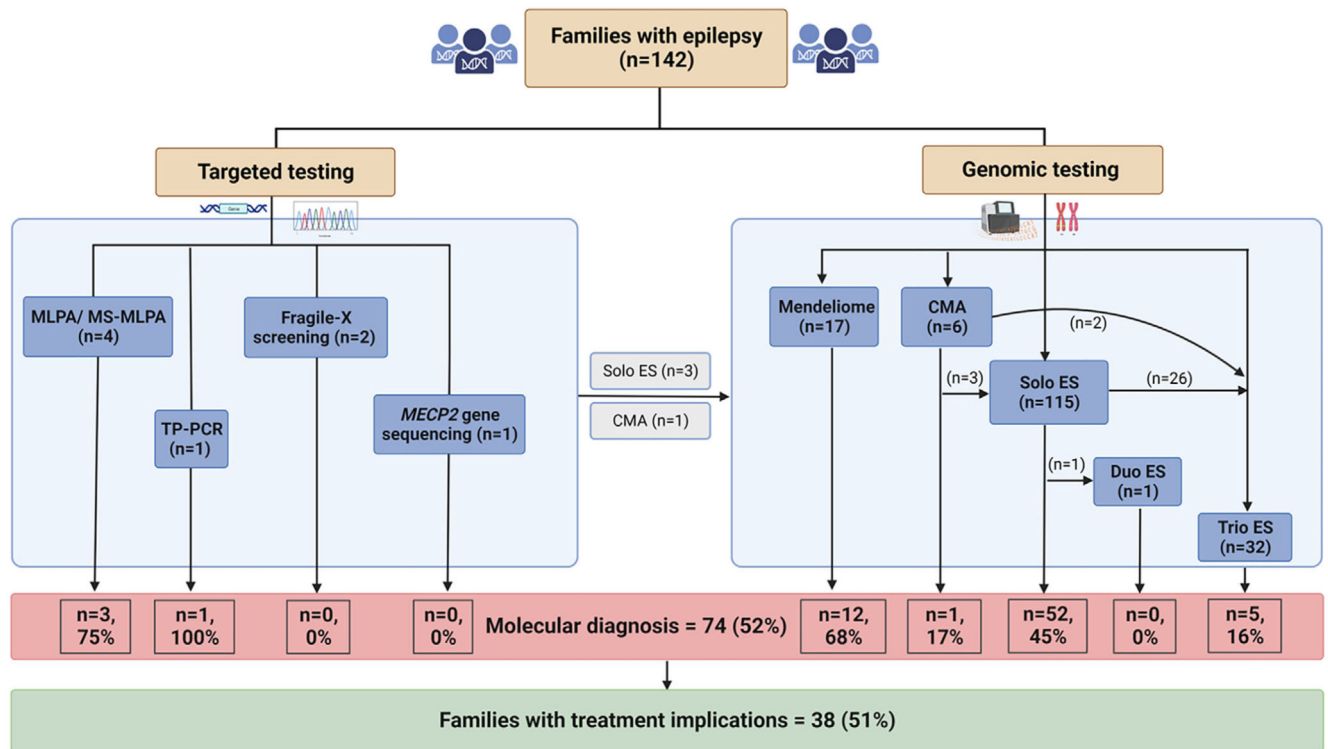 Families with epilepsy
(n=142)
Targeted testing
Genomic testing
Gene
MLPA/ MS-MLPA
(n=4)
Fragile-X
screening (n=2)
TP-PCR
(n=1)
MECP2 gene
sequencing (n=1)
Solo ES (n=3)
CMA (n=1)
Mendeliome
(n=17)
CMA
(n=6)
(n=2)
(n=3)
Solo ES
(n=115)
(n=26)
(n=1)
Duo ES
(n=1)
Trio ES
(n=32)
n=3,
75%
n=1,
100%
n=0,
0%
n=0,
0%
Molecular diagnosis = 74 (52%)
n=12,
68%
n=1,
17%
n=52,
45%
n=0,
0%
n=5,
16%
Families with treatment implications = 38 (51%)